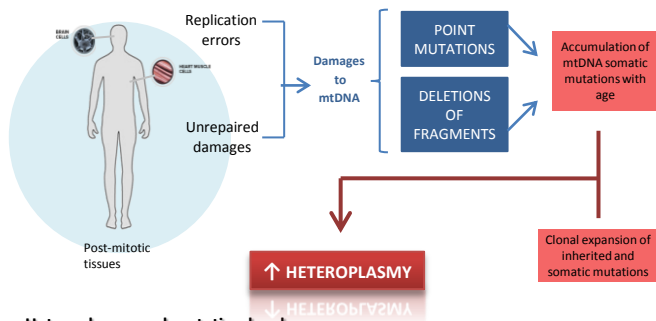 BRAIN
CELLS
HEART MUSCLE
CELLS
Post-mitotic
tissues
Replication
errors
Unrepaired
damages
Damages
to
mtDNA
POINT
MUTATIONS
DELETIONS
OF
FRAGMENTS
Accumulation of
mtDNA somatic
mutations with
age
Clonal expansion of
inherited and
somatic mutations
↑ HETEROPLASMY